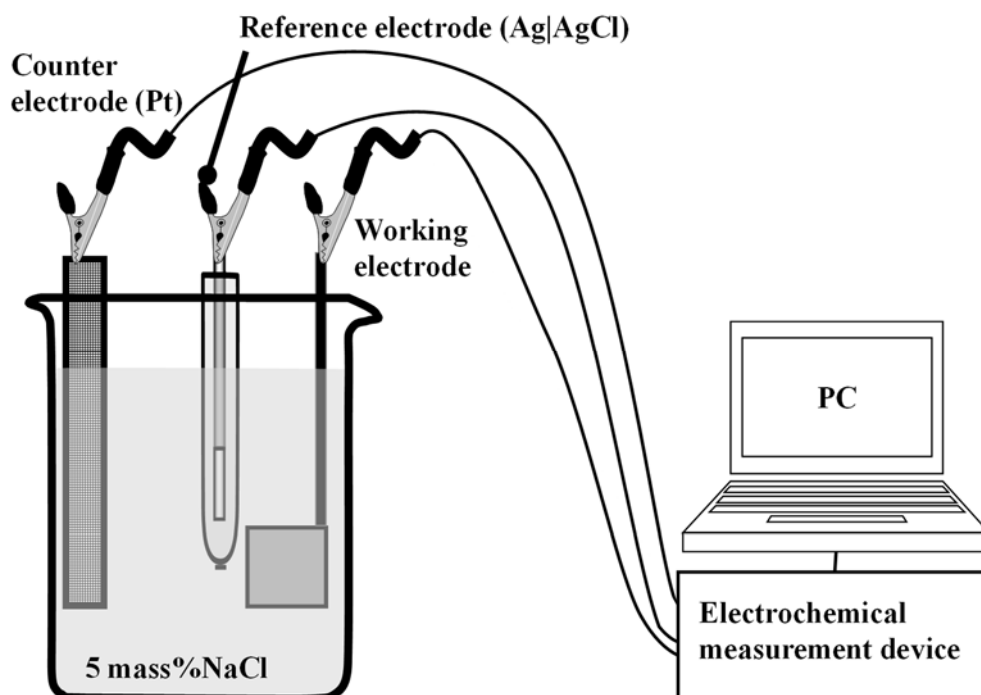 Reference electrode (Ag|AgCl)
Counter
electrode (Pt)
Working
electrode
PC
Electrochemical
measurement device
5 mass%NaCl